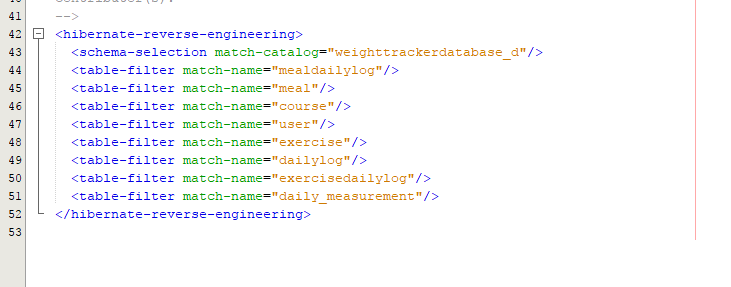 41 -->
42 <hibernate-reverse-engineering>
43 <schema-selection match-catalog="weighttrackerdatabase_d"/>
44 <table-filter match-name="mealdailylog"/>
45 <table-filter match-name="meal"/>
46 <table-filter match-name="course"/>
47 <table-filter match-name="user"/>
48 <table-filter match-name="exercise"/>
49 <table-filter match-name="dailylog"/>
50 <table-filter match-name="exercisedailylog"/>
51 <table-filter match-name="daily_measurement"/>
52 </hibernate-reverse-engineering>
53